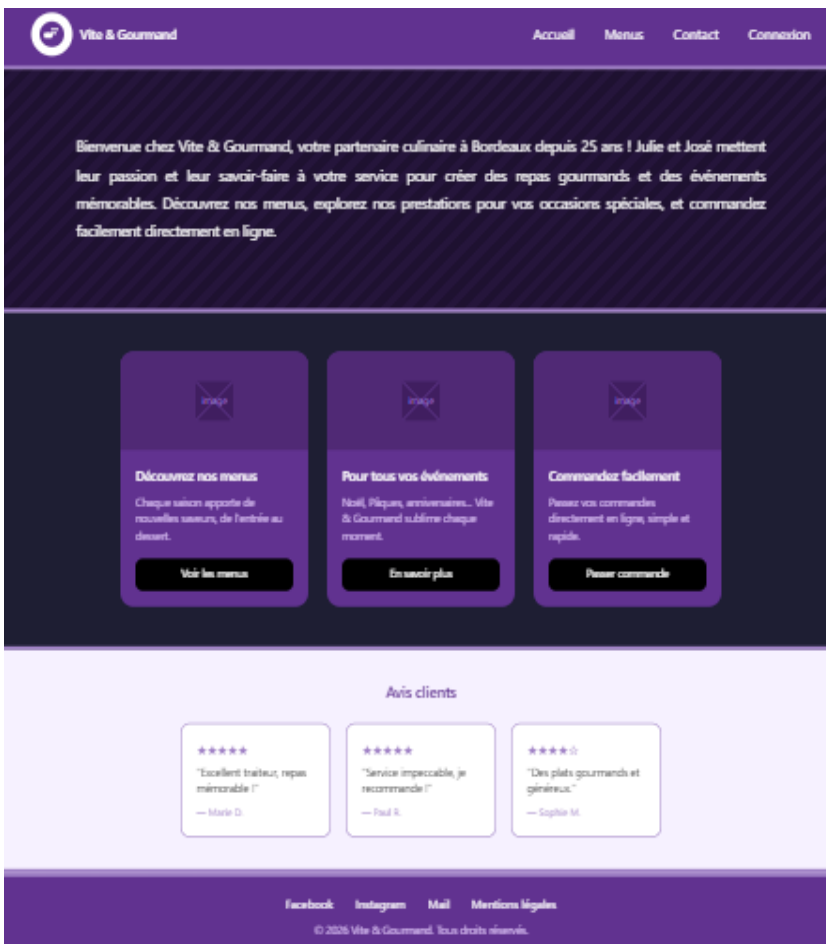 Vite & Gourmand
Accueil Menus Contact Connexion
Bienvenue chez Vite & Gourmand, votre partenaire culinaire à Bordeaux depuis 25 ans ! Julie et José mettent
leur passion et leur savoir-faire à votre service pour créer des repas gourmands et des événements
mémorables. Découvrez nos menus, explorez nos prestations pour vos occasions spéciales, et commandez
facilement directement en ligne.
image
Découvrez nos menus
Chaque saison apporte de
nouvelles saveurs, de l'entrée au
dessert.
Voir les menus
image
Pour tous vos événements
Noël, Pâques, anniversaires... Vite
& Gourmand sublime chaque
moment.
En savoir plus
image
Commandez facilement
Passez vos commandes
directement en ligne, simple et
rapide.
Passer commande
Avis clients
★★★★★
"Excellent traiteur, repas
mémorable !"
— Marie D.
★★★★★
"Service impeccable, je
recommande !"
— Paul R.
★★★★☆
"Des plats gourmands et
généreux."
— Sophie M.
Facebook Instagram Mail Mentions légales
© 2026 Vite & Gourmand. Tous droits réservés.